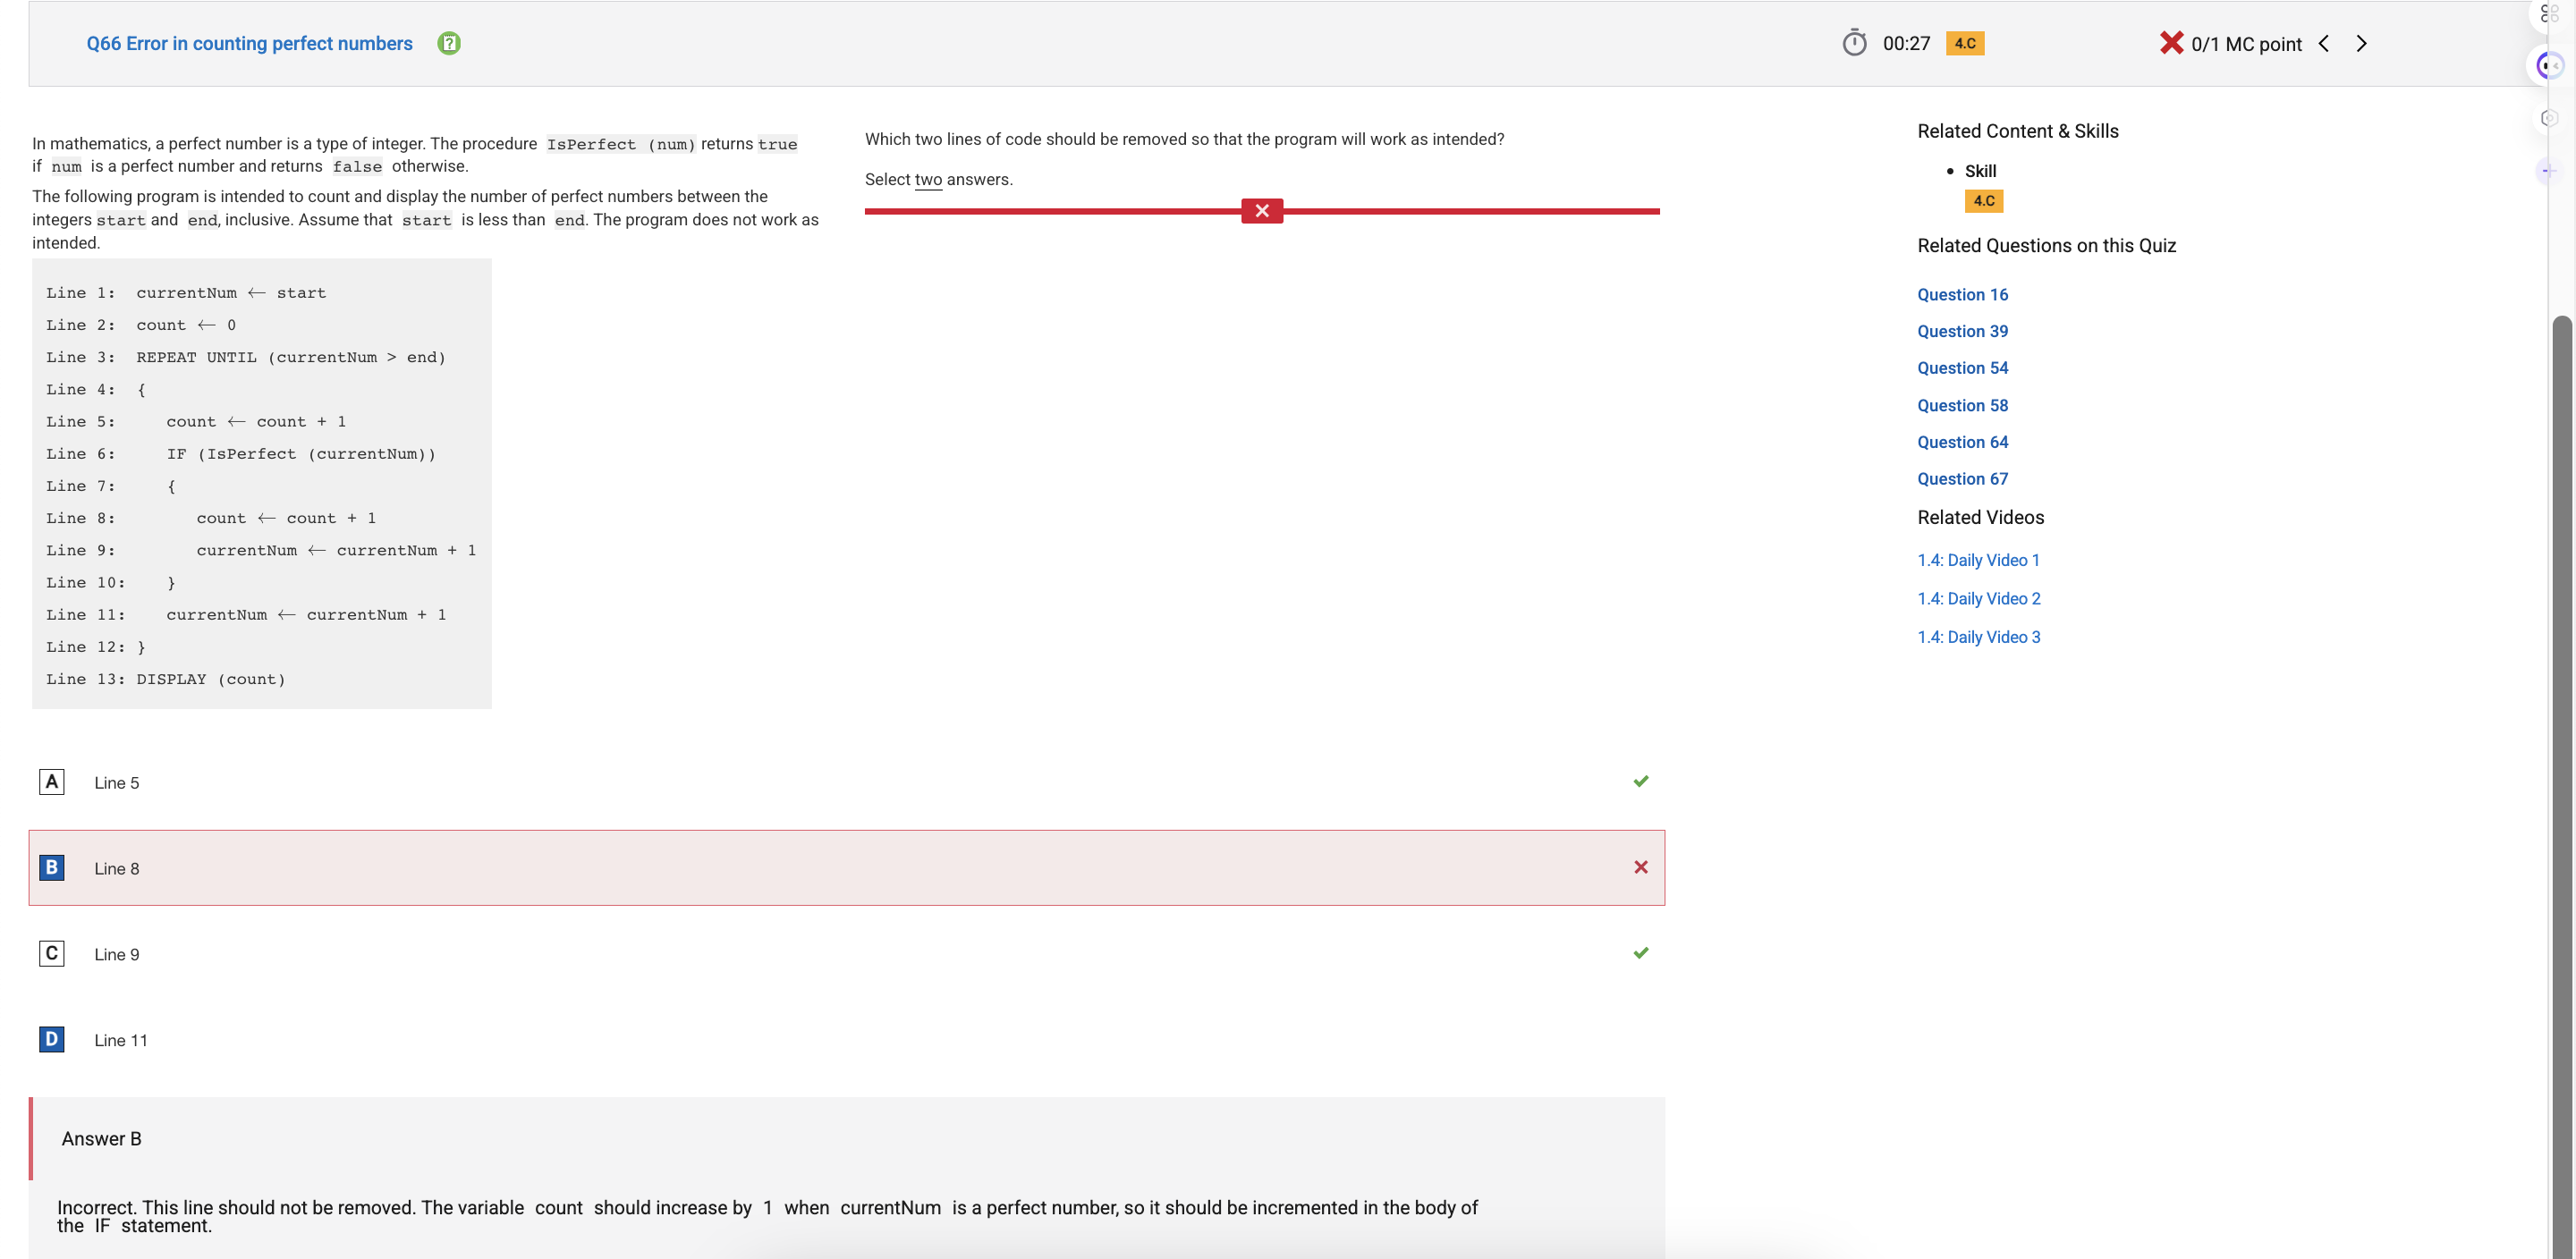 Q66 Error in counting perfect numbers
00:27 4.C
0/1 MC point
In mathematics, a perfect number is a type of integer. The procedure IsPerfect (num) returns true
if num is a perfect number and returns false otherwise.
The following program is intended to count and display the number of perfect numbers between the
integers start and end, inclusive. Assume that start is less than end. The program does not work as
intended.
Line 1: currentNum ← start
Line 2: count ← 0
Line 3: REPEAT UNTIL (currentNum > end)
Line 4: {
Line 5: count ← count + 1
Line 6: IF (IsPerfect (currentNum))
Line 7: {
Line 8: count ← count + 1
Line 9: currentNum ← currentNum + 1
Line 10: }
Line 11: currentNum ← currentNum + 1
Line 12: }
Line 13: DISPLAY (count)
Which two lines of code should be removed so that the program will work as intended?
Select two answers.
A Line 5
B Line 8
C Line 9
D Line 11
Answer B
Incorrect. This line should not be removed. The variable count should increase by 1 when currentNum is a perfect number, so it should be incremented in the body of
the IF statement.
Related Content & Skills
Skill
4.C
Related Questions on this Quiz
Question 16
Question 39
Question 54
Question 58
Question 64
Question 67
Related Videos
1.4: Daily Video 1
1.4: Daily Video 2
1.4: Daily Video 3